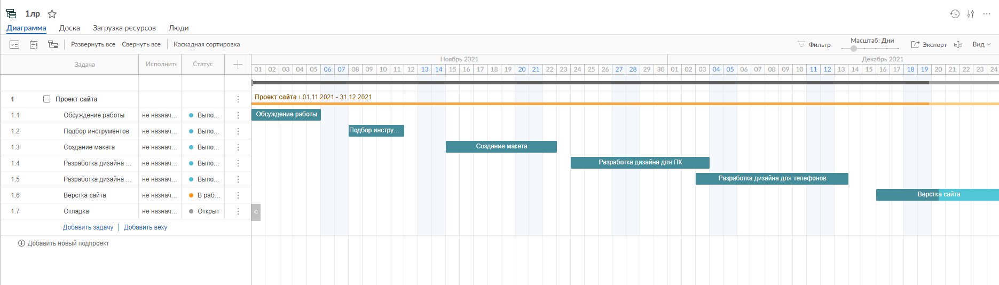 1лр
Диаграмма Доска Загрузка ресурсов Люди
Развернуть все Свернуть все Каскадная сортировка Фильтр Масштаб: Дни Экспорт Вид
Задача Исполните Статус Ноябрь 2021 Декабрь 2021
01 02 03 04 05 06 07 08 09 10 11 12 13 14 15 16 17 18 19 20 21 22 23 24 25 26 27 28 29 30 01 02 03 04 05 06 07 08 09 10 11 12 13 14 15 16 17 18 19 20 21 22 23 24
1 Проект сайта Проект сайта 01.11.2021 - 31.12.2021
1.1 Обсуждение работы не назнач... Выпо... Обсуждение работы
1.2 Подбор инструментов не назнач... Выпо... Подбор инстру...
1.3 Создание макета не назнач... Выпо... Создание макета
1.4 Разработка дизайна ... не назнач... Выпо... Разработка дизайна для ПК
1.5 Разработка дизайна ... не назнач... Выпо... Разработка дизайна для телефонов
1.6 Верстка сайта не назнач... В раб... Верстка сайта
1.7 Отладка не назнач... Открыт
Добавить задачу | Добавить веху
Добавить новый подпроект